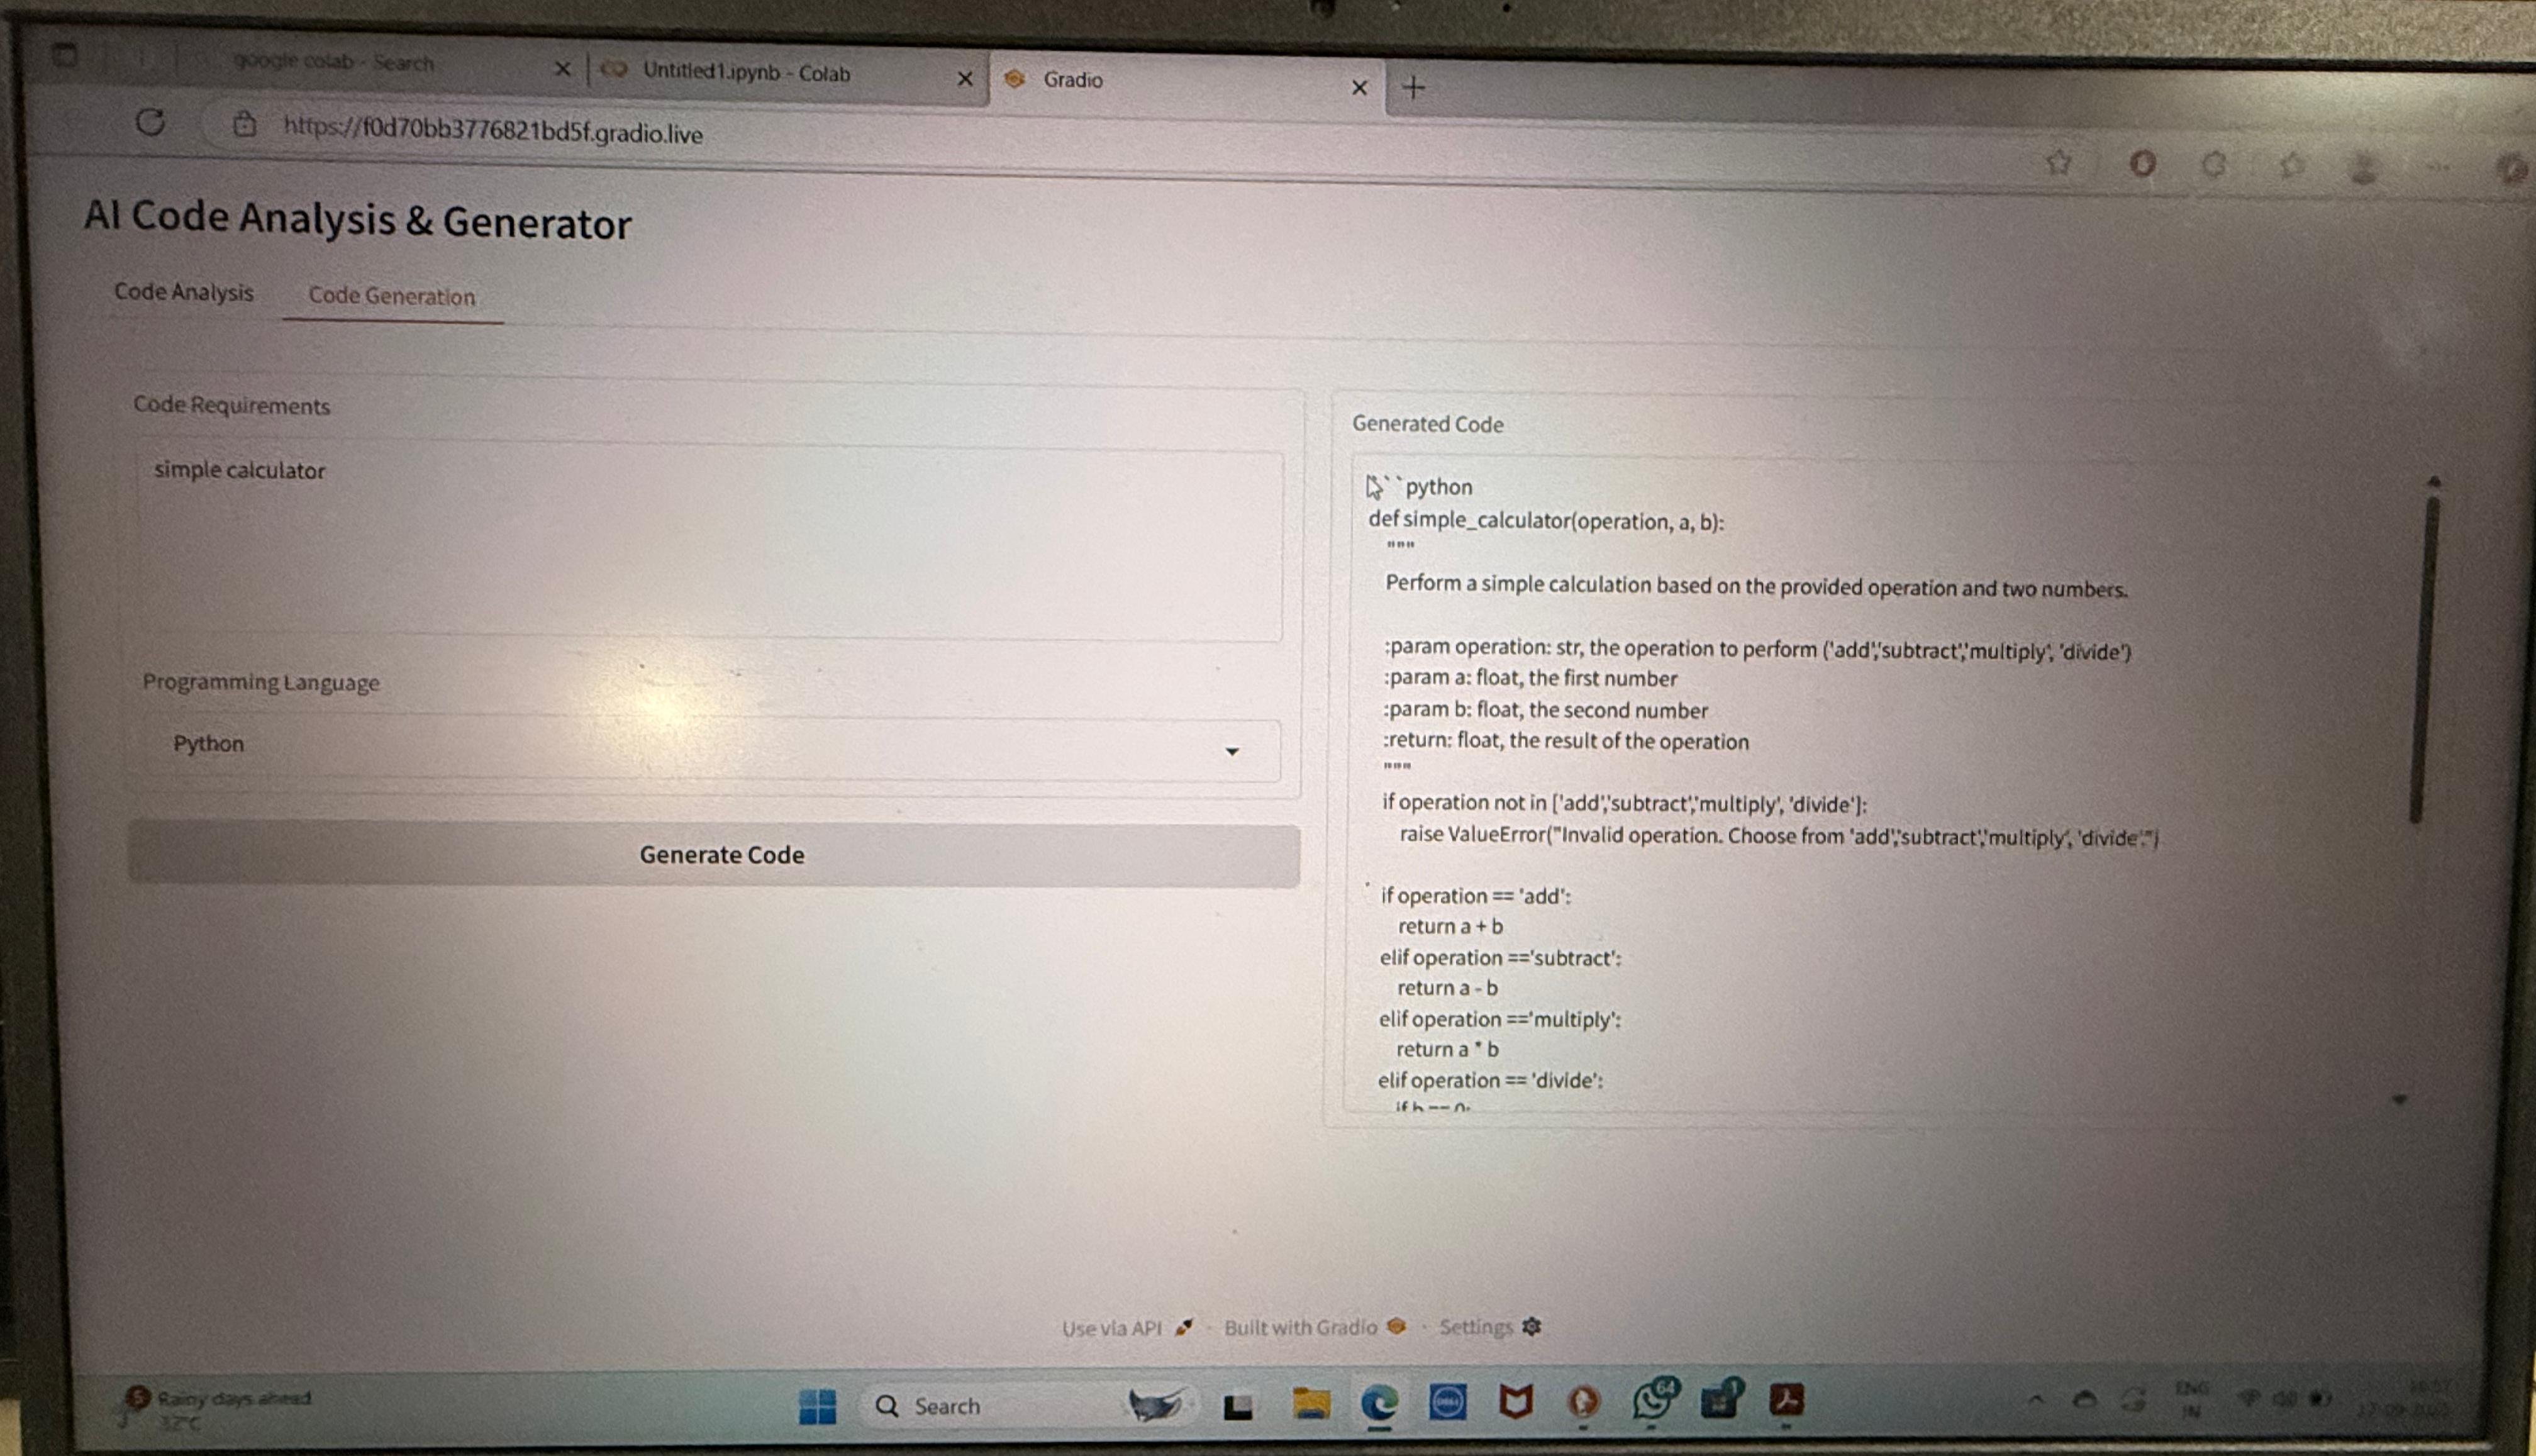 google colab - Search
Untitled1.ipynb - Colab
Gradio
https://f0d70bb3776821bd5f.gradio.live
AI Code Analysis & Generator
Code Analysis
Code Generation
Code Requirements
simple calculator
Programming Language
Python
Generate Code
Generated Code
``python
def simple_calculator(operation, a, b):
"""
Perform a simple calculation based on the provided operation and two numbers.
:param operation: str, the operation to perform ('add','subtract','multiply', 'divide')
:param a: float, the first number
:param b: float, the second number
:return: float, the result of the operation
"""
if operation not in ['add','subtract','multiply', 'divide']:
raise ValueError("Invalid operation. Choose from 'add','subtract','multiply', 'divide'.")
if operation == 'add':
return a + b
elif operation =='subtract':
return a - b
elif operation =='multiply':
return a * b
elif operation == 'divide':
if b == 0:
Use via API · Built with Gradio · Settings
Rainy days ahead
32°C
Search
DELL
64
1
ENG
IN